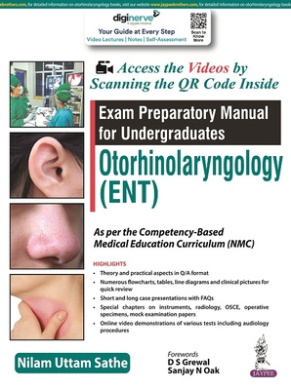 diginerve
Your Guide at Every Step
Video Lectures | Notes | Self-Assessment
Scan to
Know
More
Access the Videos by
Scanning the QR Code Inside
Exam Preparatory Manual
for Undergraduates
Otorhinolaryngology
(ENT)
As per the Competency-Based
Medical Education Curriculum (NMC)
HIGHLIGHTS
• Theory and practical aspects in Q/A format
• Numerous flowcharts, tables, line diagrams and clinical pictures for
quick review
• Short and long case presentations with FAQs
• Special chapters on instruments, radiology, OSCE, operative
specimens, mock examination papers
• Online video demonstrations of various tests including audiology
procedures
Nilam Uttam Sathe
Forewords
D S Grewal
Sanjay N Oak
JAYPEE